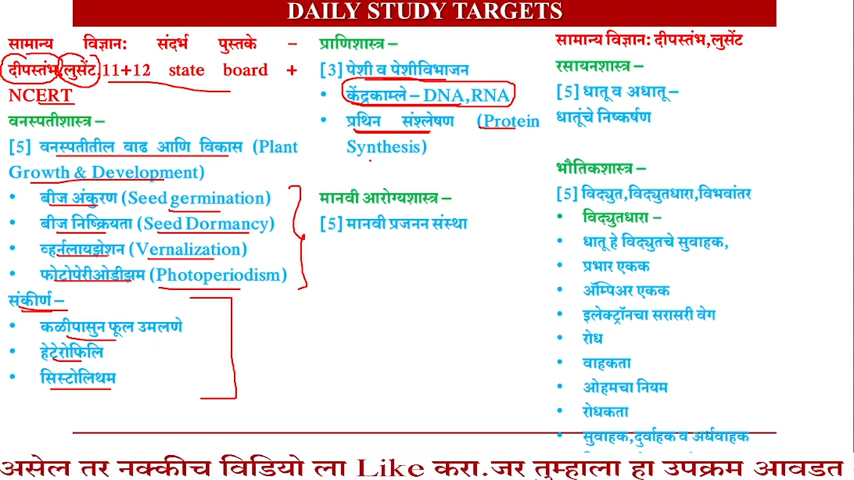 DAILY STUDY TARGETS
सामान्य विज्ञान: संदर्भ पुस्तके –
दीपस्तंभ,लुसेंट,11+12 state board +
NCERT
वनस्पतीशास्त्र–
[5] वनस्पतीतील वाढ आणि विकास (Plant
Growth & Development)
• बीज अंकुरण (Seed germination)
• बीज निष्क्रियता (Seed Dormancy)
• व्हर्नलायझेशन (Vernalization)
• फोटोपेरीओडीझम (Photoperiodism)
संकीर्ण–
• कळीपासुन फूल उमलणे
• हेटेरोफिलि
• सिस्टोलिथम
प्राणिशास्त्र–
[3] पेशी व पेशीविभाजन
• केंद्रकाम्ले – DNA,RNA
• प्रथिन संश्लेषण (Protein
Synthesis)
मानवी आरोग्यशास्त्र–
[5] मानवी प्रजनन संस्था
सामान्य विज्ञान: दीपस्तंभ,लुसेंट
रसायनशास्त्र–
[5] धातू व अधातू–
धातूंचे निष्कर्षण
भौतिकशास्त्र–
[5] विद्युत,विद्युतधारा,विभवांतर
• विद्युतधारा–
• धातू हे विद्युतचे सुवाहक,
• प्रभार एकक
• ॲम्पिअर एकक
• इलेक्ट्रॉनचा सरासरी वेग
• रोध
• वाहकता
• ओहमचा नियम
• रोधकता
• सुवाहक,दुर्वाहक व अर्धवाहक
असेल तर नक्कीच विडियो ला Like करा.जर तुम्हाला हा उपक्रम आवडत